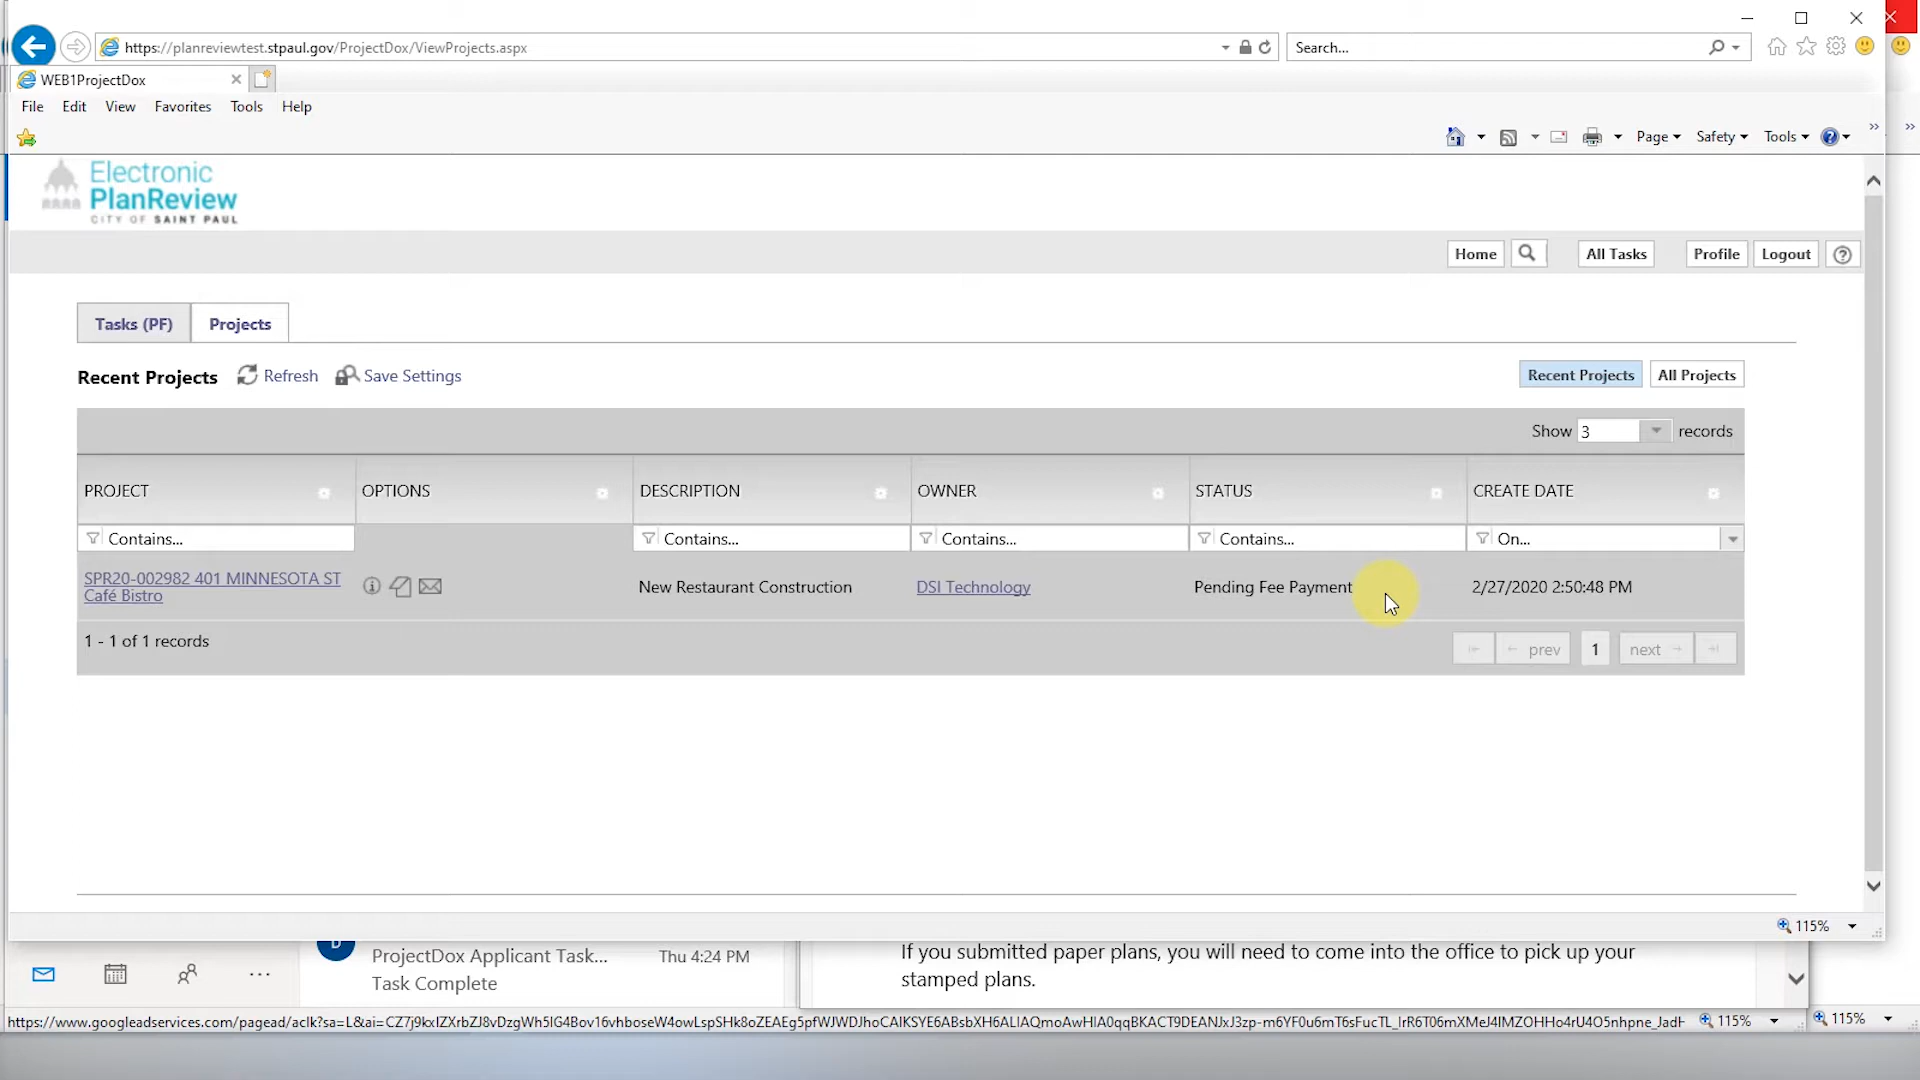 https://planreviewtest.stpaul.gov/ProjectDox/ViewProjects.aspx
Search...
WEB1ProjectDox
File Edit View Favorites Tools Help
Page Safety Tools
Electronic
PlanReview
CITY OF SAINT PAUL
Home All Tasks Profile Logout
Tasks (PF) Projects
Recent Projects Refresh Save Settings Recent Projects All Projects
Show 3 records
PROJECT OPTIONS DESCRIPTION OWNER STATUS CREATE DATE
Contains... Contains... Contains... Contains... On...
SPR20-002982 401 MINNESOTA ST
Café Bistro
New Restaurant Construction DSI Technology Pending Fee Payment 2/27/2020 2:50:48 PM
1 - 1 of 1 records
prev 1 next
115%
ProjectDox Applicant Task... Thu 4:24 PM
Task Complete
If you submitted paper plans, you will need to come into the office to pick up your
stamped plans.
115% 115%